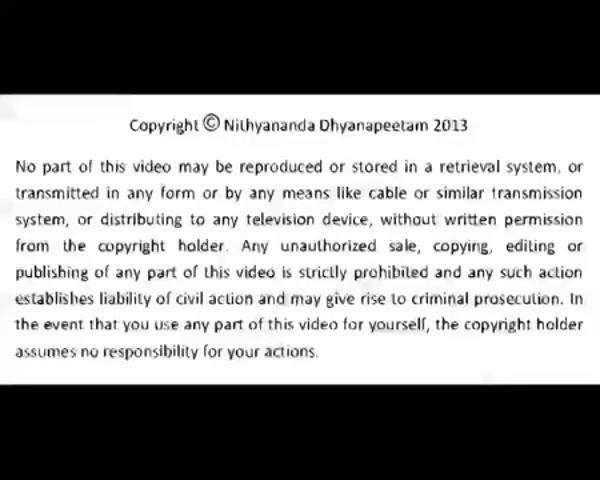 Copyright © Nithyananda Dhyanapeetam 2013
No part of this video may be reproduced or stored in a retrieval system, or
transmitted in any form or by any means like cable or similar transmission
system, or distributing to any television device, without written permission
from the copyright holder. Any unauthorized sale, copying, editing or
publishing of any part of this video is strictly prohibited and any such action
establishes liability of civil action and may give rise to criminal prosecution. In
the event that you use any part of this video for yourself, the copyright holder
assumes no responsibility for your actions.